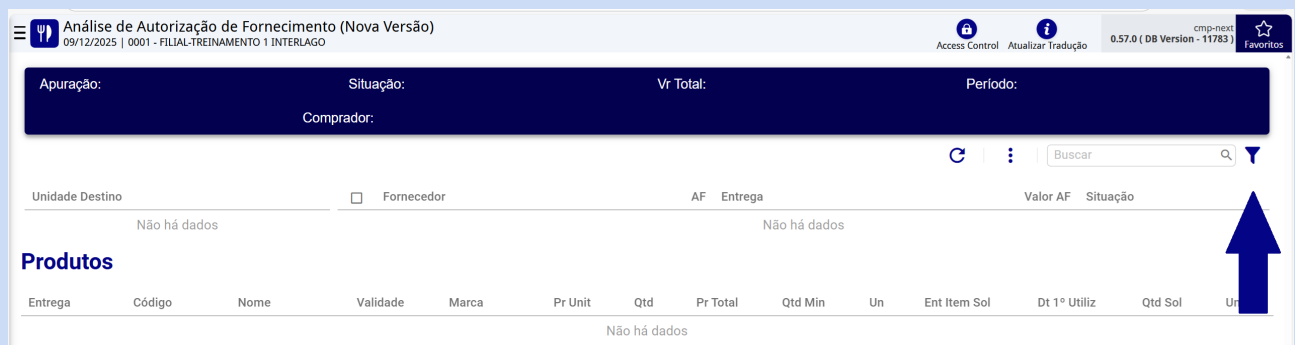 Análise de Autorização de Fornecimento (Nova Versão)
09/12/2025 | 0001 - FILIAL-TREINAMENTO 1 INTERLAGO
Access Control
Atualizar Tradução
cmp-next
0.57.0 ( DB Version - 11783 )
Favoritos
Apuração: Situação: Vr Total: Período:
Comprador:
Buscar
Unidade Destino Fornecedor AF Entrega Valor AF Situação
Não há dados Não há dados
Produtos
Entrega Código Nome Validade Marca Pr Unit Qtd Pr Total Qtd Min Un Ent Item Sol Dt 1º Utiliz Qtd Sol
Não há dados